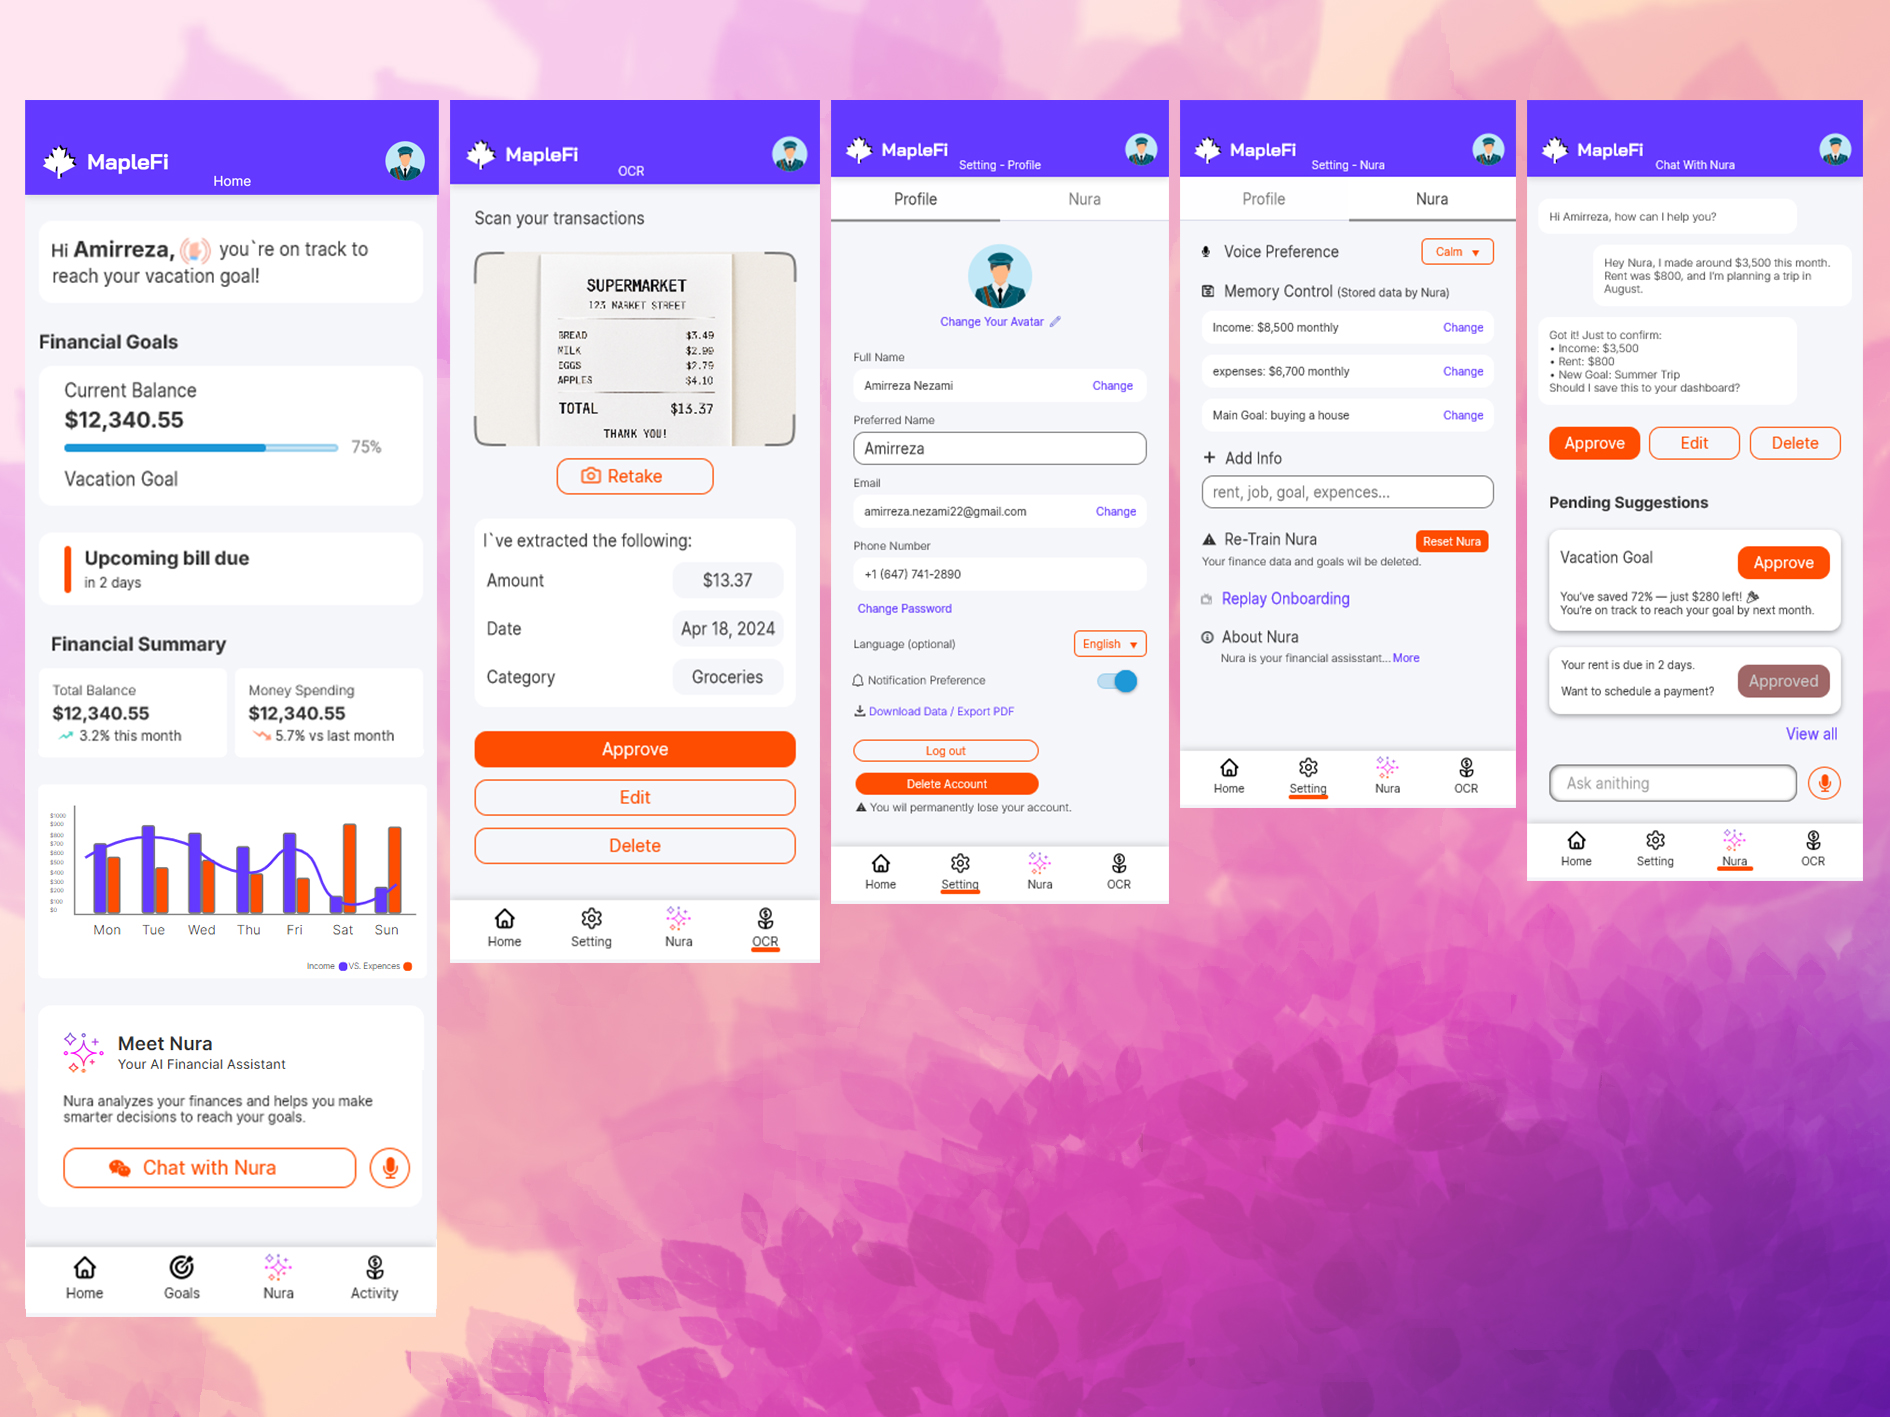 MapleFi
Home
Hi Amirreza, you`re on track to
reach your vacation goal!
Financial Goals
Current Balance
$12,340.55
75%
Vacation Goal
Upcoming bill due
in 2 days
Financial Summary
Total Balance
$12,340.55
3.2% this month
Money Spending
$12,340.55
5.7% vs last month
$1000
$900
$800
$700
$600
$500
$400
$300
$200
$100
$0
Mon Tue Wed Thu Fri Sat Sun
Income VS. Expences
Meet Nura
Your AI Financial Assistant
Nura analyzes your finances and helps you make
smarter decisions to reach your goals.
Chat with Nura
Home Goals Nura Activity
MapleFi
OCR
Scan your transactions
SUPERMARKET
123 MARKET STREET
BREAD $3.49
MILK $2.99
EGGS $2.79
APPLES $4.10
TOTAL $13.37
THANK YOU!
Retake
I`ve extracted the following:
Amount $13.37
Date Apr 18, 2024
Category Groceries
Approve
Edit
Delete
Home Setting Nura OCR
MapleFi
Setting - Profile
Profile Nura
Change Your Avatar
Full Name
Amirreza Nezami Change
Preferred Name
Amirreza
Email
amirreza.nezami22@gmail.com Change
Phone Number
+1 (647) 741-2890
Change Password
Language (optional) English
Notification Preference
Download Data / Export PDF
Log out
Delete Account
You wil permanently lose your account.
Home Setting Nura OCR
MapleFi
Setting - Nura
Profile Nura
Voice Preference Calm
Memory Control (Stored data by Nura)
Income: $8,500 monthly Change
expenses: $6,700 monthly Change
Main Goal: buying a house Change
+ Add Info
rent, job, goal, expences...
Re-Train Nura Reset Nura
Your finance data and goals wil be deleted.
Replay Onboarding
About Nura
Nura is your financial assisstant... More
Home Setting Nura OCR
MapleFi
Chat With Nura
Hi Amirreza, how can I help you?
Hey Nura, I made around $3,500 this month.
Rent was $800, and I'm planning a trip in
August.
Got it! Just to confirm:
• Income: $3,500
• Rent: $800
• New Goal: Summer Trip
Should I save this to your dashboard?
Approve Edit Delete
Pending Suggestions
Vacation Goal Approve
You've saved 72% — just $280 left!
You're on track to reach your goal by next month.
Your rent is due in 2 days.
Want to schedule a payment? Approved
View all
Ask anithing
Home Setting Nura OCR